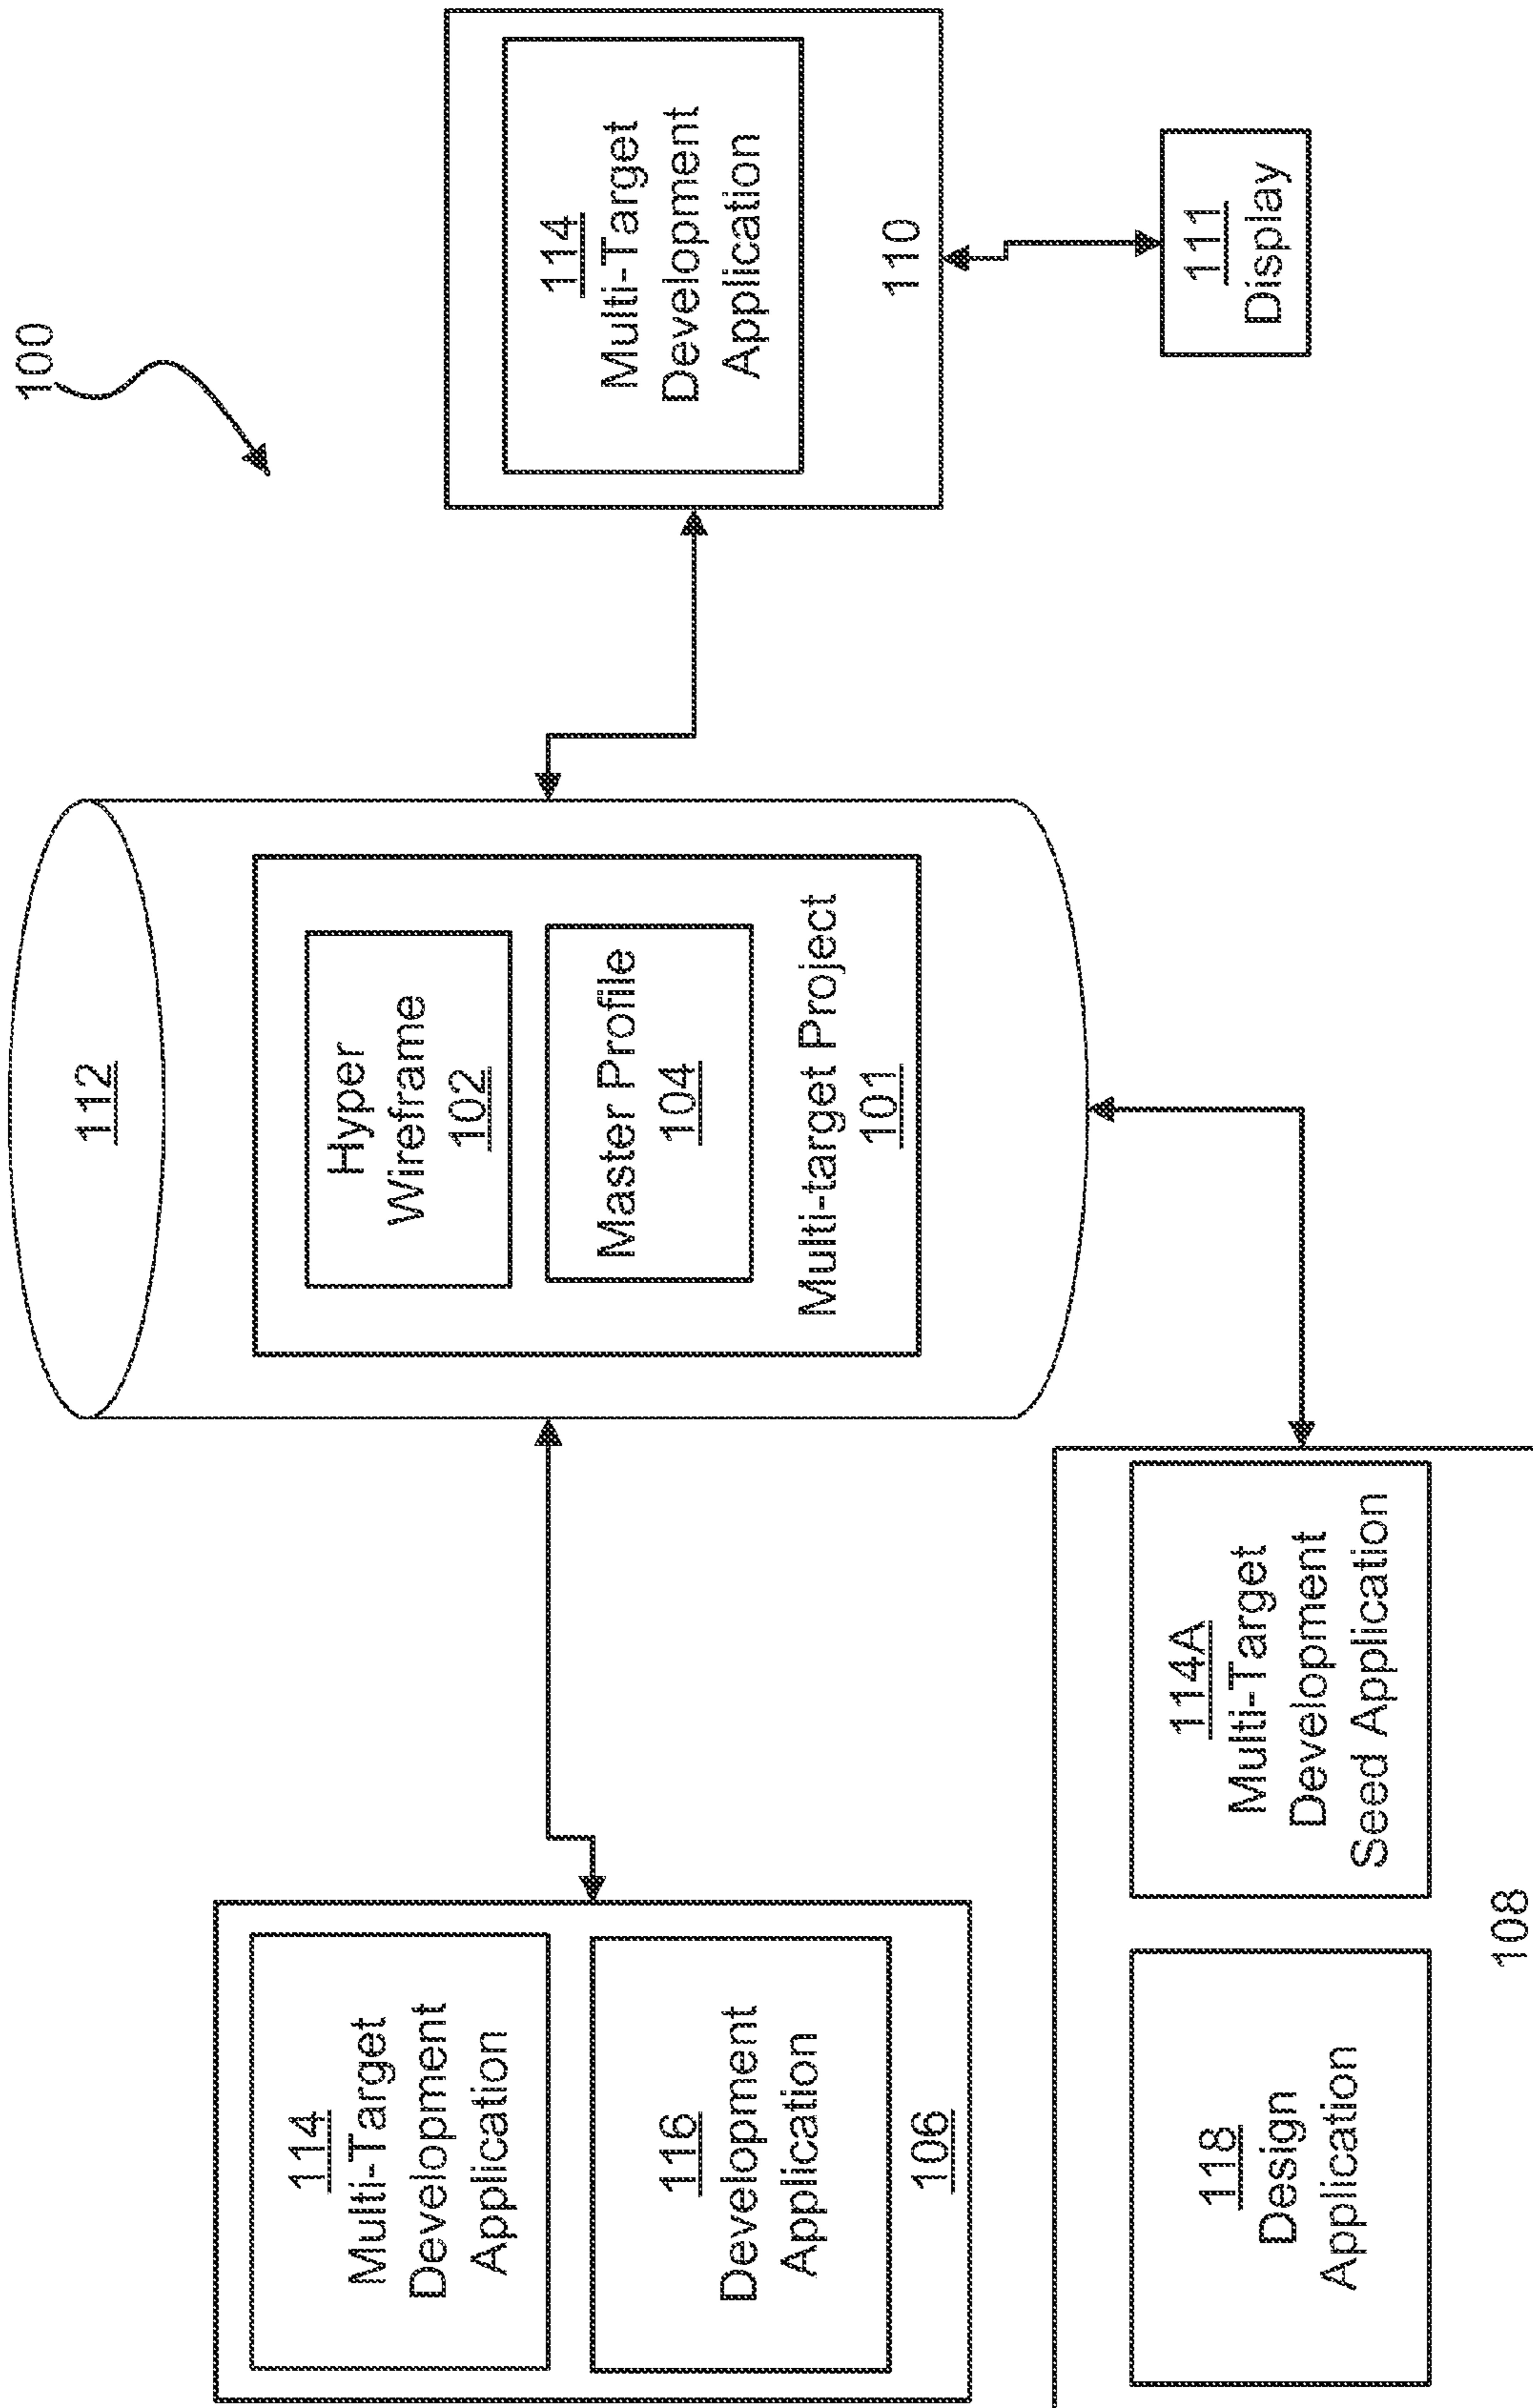 100
112
Hyper
Wireframe
102
Master Profile
104
Multi-target Project
101
114
Multi-Target
Development
Application
116
Development
Application
106
114
Multi-Target
Development
Application
110
111
Display
118
Design
Application
114A
Multi-Target
Development
Seed Application
108